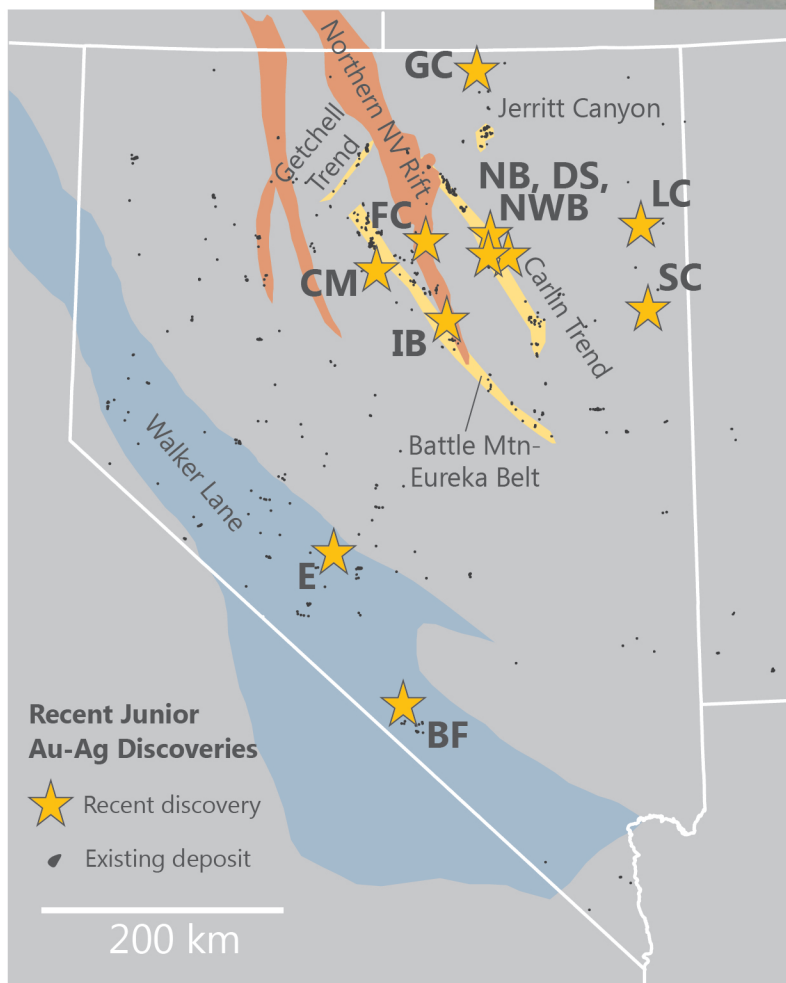 GC
Northern NV Rift
Jerritt Canyon
Getchell
Trend
NB, DS,
NWB
LC
FC
CM
SC
Carlin Trend
IB
Battle Mtn-
Eureka Belt
Walker Lane
E
BF
Recent Junior
Au-Ag Discoveries
Recent discovery
Existing deposit
200 km